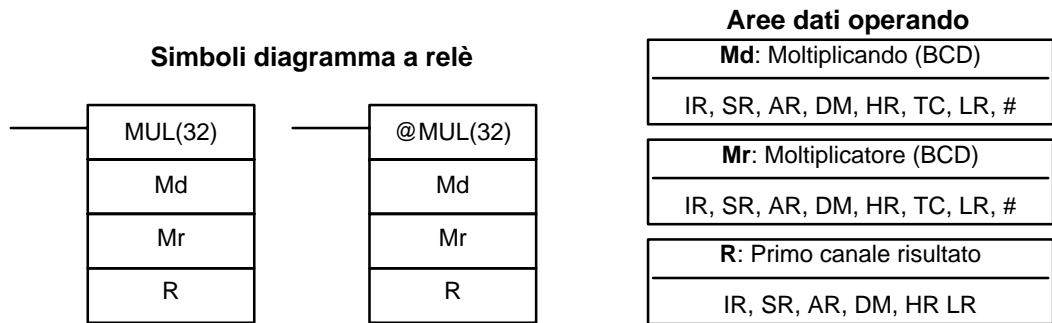 Simboli diagramma a relè
MUL(32)
Md
Mr
R
@MUL(32)
Md
Mr
R
Aree dati operando
Md: Moltiplicando (BCD)
IR, SR, AR, DM, HR, TC, LR, #
Mr: Moltiplicatore (BCD)
IR, SR, AR, DM, HR, TC, LR, #
R: Primo canale risultato
IR, SR, AR, DM, HR LR